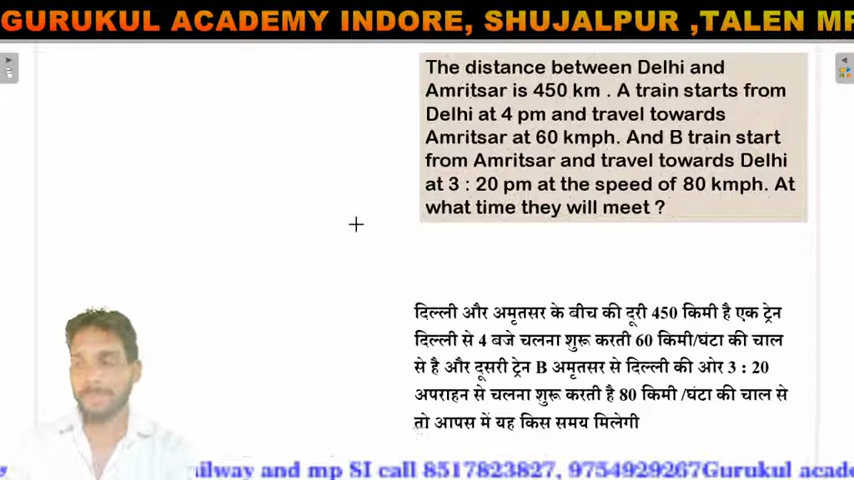 GURUKUL ACADEMY INDORE, SHUJALPUR ,TALEN MP
The distance between Delhi and
Amritsar is 450 km . A train starts from
Delhi at 4 pm and travel towards
Amritsar at 60 kmph. And B train start
from Amritsar and travel towards Delhi
at 3 : 20 pm at the speed of 80 kmph. At
what time they will meet ?
दिल्ली और अमृतसर के बीच की दूरी 450 किमी है एक ट्रेन
दिल्ली से 4 बजे चलना शुरू करती 60 किमी/घंटा की चाल
से है और दूसरी ट्रेन B अमृतसर से दिल्ली की ओर 3 : 20
अपराहन से चलना शुरू करती है 80 किमी /घंटा की चाल से
तो आपस में यह किस समय मिलेगी
ilway and mp SI call 8517823827, 9754929267Gurukul acade